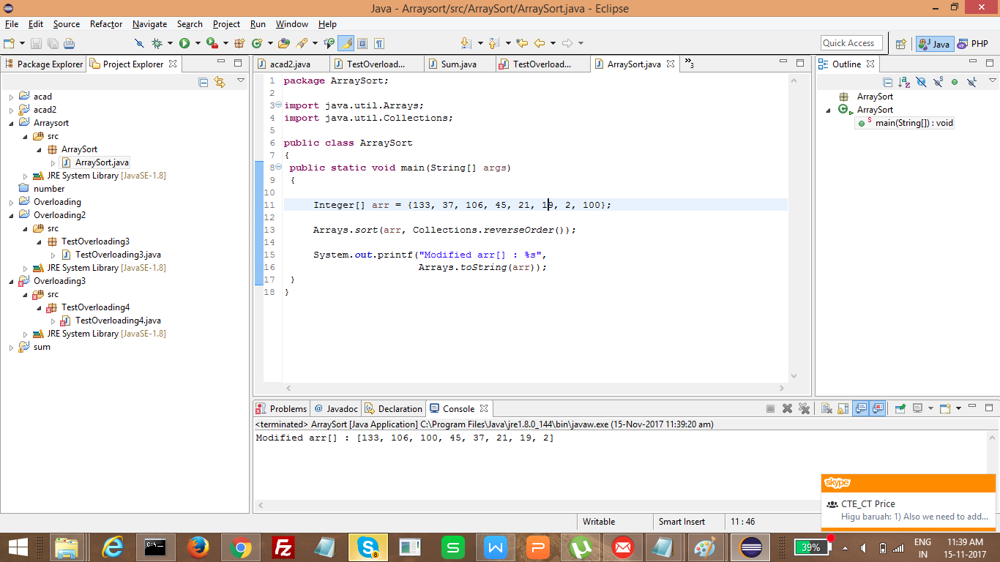 Java - Arraysort/src/ArraySort/ArraySort.java - Eclipse
File Edit Source Refactor Navigate Search Project Run Window Help
Quick Access Java PHP
Package Explorer Project Explorer
acad
acad2
Arraysort
src
ArraySort
ArraySort.java
JRE System Library [JavaSE-1.8]
number
Overloading
Overloading2
src
TestOverloading3
TestOverloading3.java
JRE System Library [JavaSE-1.8]
Overloading3
src
TestOverloading4
TestOverloading4.java
JRE System Library [JavaSE-1.8]
sum
acad2.java TestOverload... Sum.java TestOverload... ArraySort.java »3
1 package ArraySort;
2
3 import java.util.Arrays;
4 import java.util.Collections;
5
6 public class ArraySort
7 {
8 public static void main(String[] args)
9 {
10
11 Integer[] arr = {133, 37, 106, 45, 21, 19, 2, 100};
12
13 Arrays.sort(arr, Collections.reverseOrder());
14
15 System.out.printf("Modified arr[] : %s",
16 Arrays.toString(arr));
17 }
18 }
Outline
ArraySort
ArraySort
main(String[]) : void
Problems @ Javadoc Declaration Console
<terminated> ArraySort [Java Application] C:\Program Files\Java\jre1.8.0_144\bin\javaw.exe (15-Nov-2017 11:39:20 am)
Modified arr[] : [133, 106, 100, 45, 37, 21, 19, 2]
skype
CTE_CT Price
Higu baruah: 1) Also we need to add...
Writable Smart Insert 11 : 46
39% ENG 11:39 AM
IN 15-11-2017